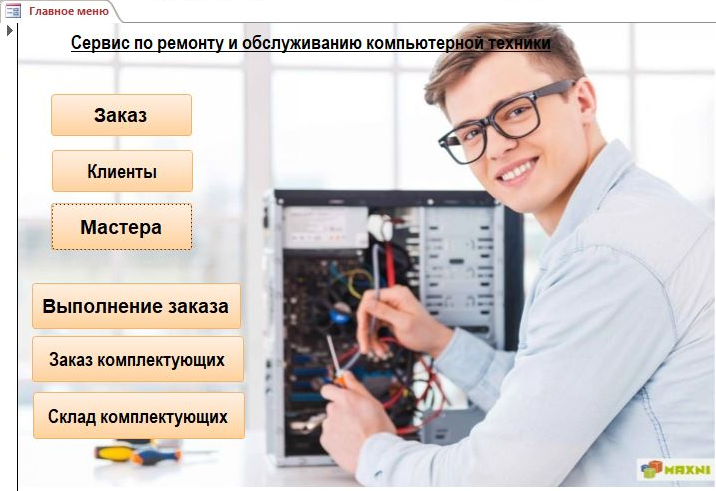 Главное меню
Сервис по ремонту и обслуживанию компьютерной техники
Заказ
Клиенты
Мастера
Выполнение заказа
Заказ комплектующих
Склад комплектующих
MAXNI